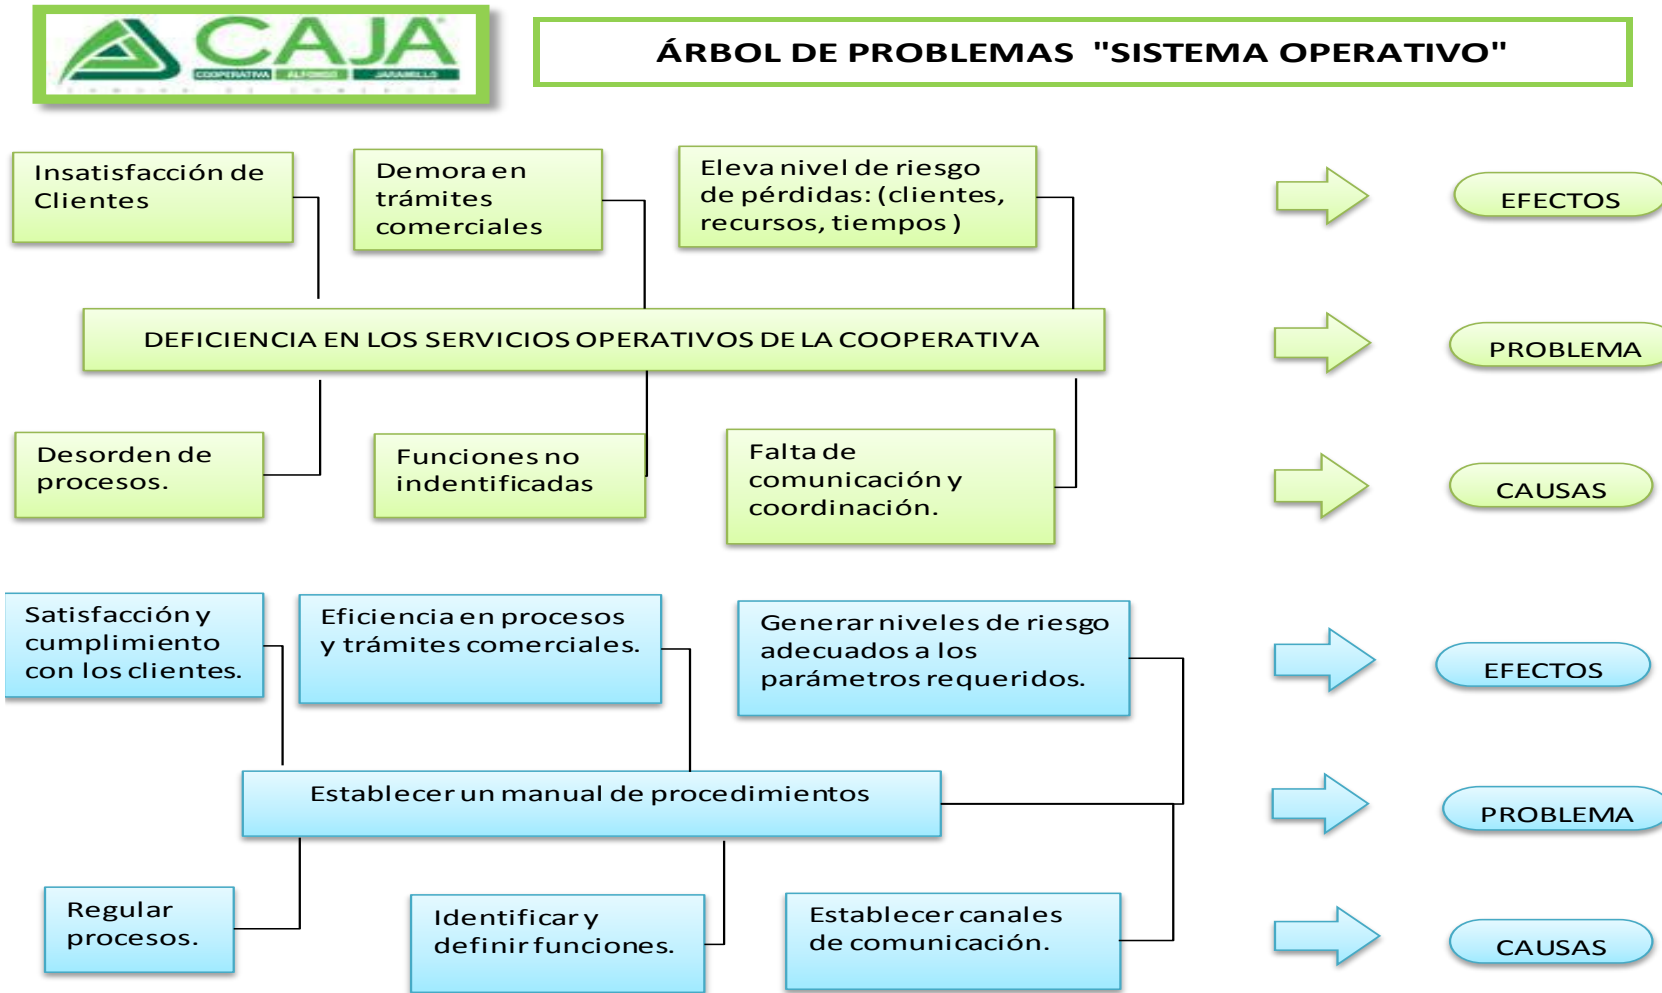 CAJA
COOPERATIVA ALFONSO JARAMILLO
ÁRBOL DE PROBLEMAS "SISTEMA OPERATIVO"
Insatisfacción de
Clientes
Demora en
trámites
comerciales
Eleva nivel de riesgo
de pérdidas: (clientes,
recursos, tiempos )
EFECTOS
DEFICIENCIA EN LOS SERVICIOS OPERATIVOS DE LA COOPERATIVA
PROBLEMA
Desorden de
procesos.
Funciones no
indentificadas
Falta de
comunicación y
coordinación.
CAUSAS
Satisfacción y
cumplimiento
con los clientes.
Eficiencia en procesos
y trámites comerciales.
Generar niveles de riesgo
adecuados a los
parámetros requeridos.
EFECTOS
Establecer un manual de procedimientos
PROBLEMA
Regular
procesos.
Identificar y
definir funciones.
Establecer canales
de comunicación.
CAUSAS